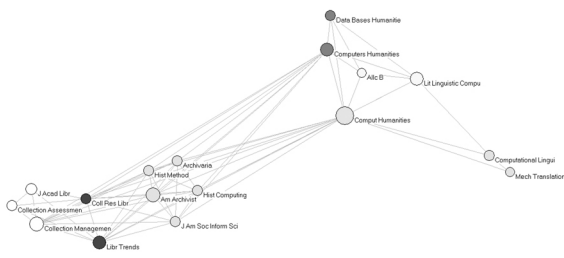 Data Bases Humanitie
Computers Humanities
Allc B
Lit Linguistic Compu
Comput Humanities
Computational Lingui
Mech Translation
Archivaria
Hist Method
J Acad Libr
Coll Res Libr
Am Archivist
Hist Computing
Collection Assessmen
Collection Managemen
J Am Soc Inform Sci
Libr Trends